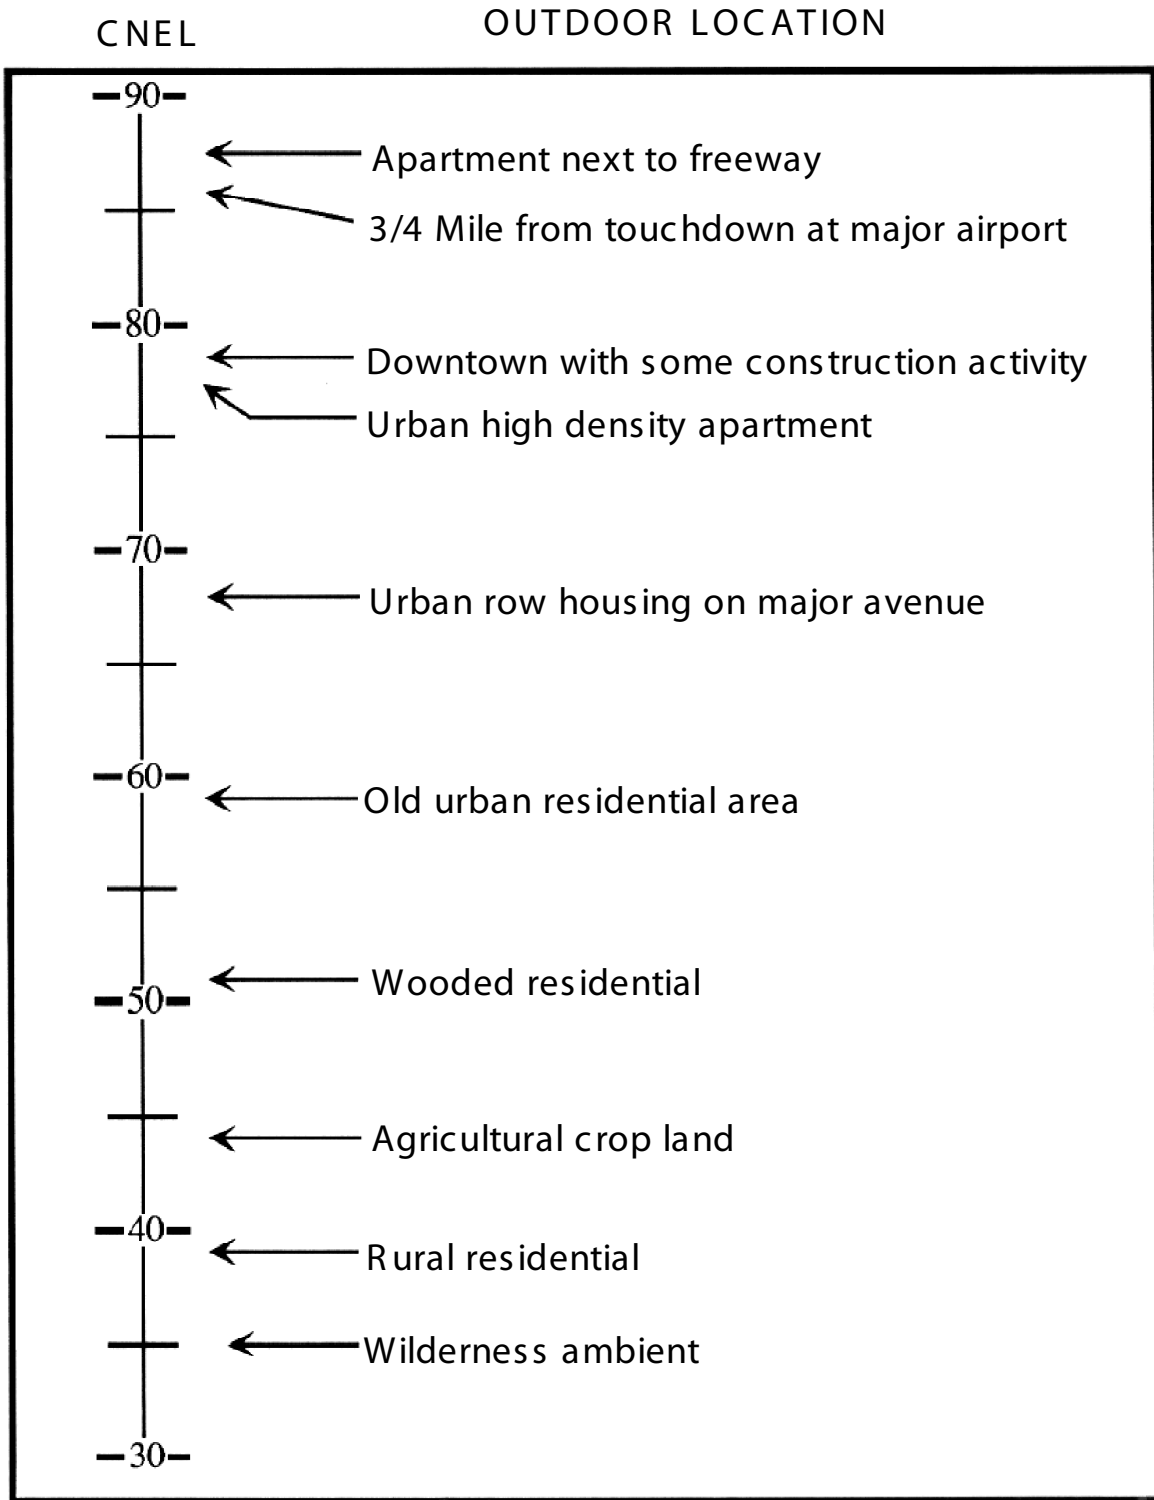 CNEL
OUTDOOR LOCATION
90
Apartment next to freeway
3/4 Mile from touchdown at major airport
80
Downtown with some construction activity
Urban high density apartment
70
Urban row housing on major avenue
60
Old urban residential area
Wooded residential
50
Agricultural crop land
40
Rural residential
Wilderness ambient
30